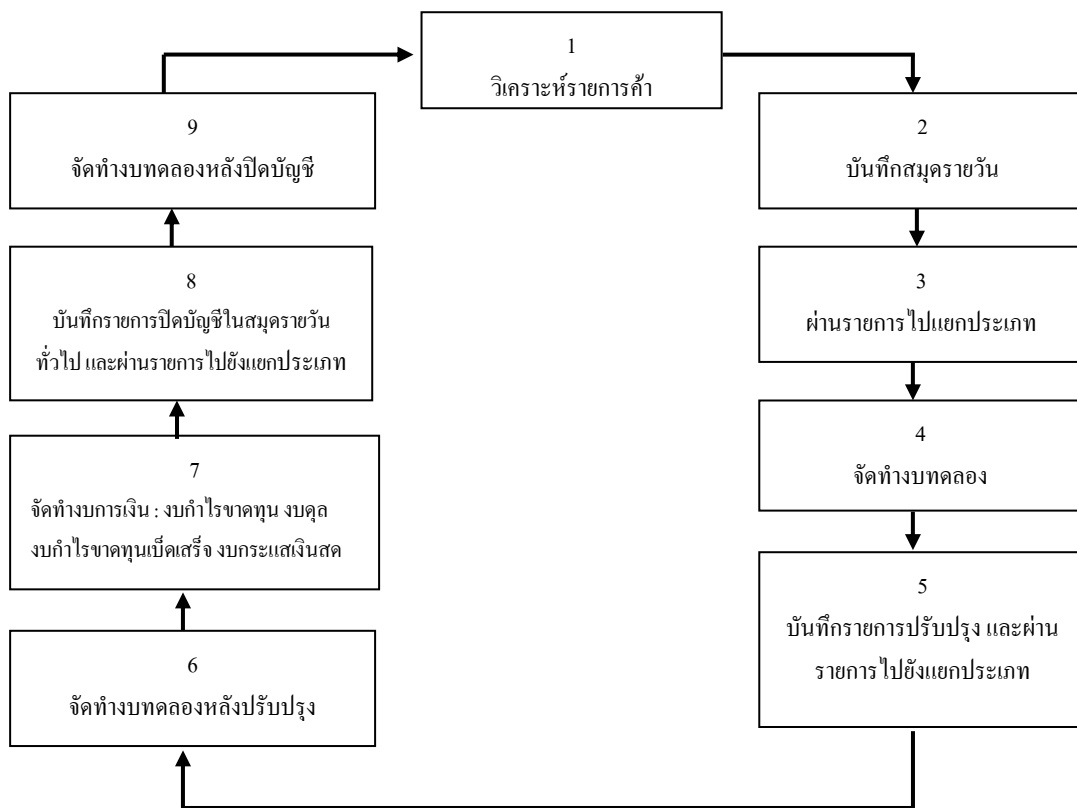 1
วิเคราะห์รายการค้า
2
บันทึกสมุดรายวัน
3
ผ่านรายการไปแยกประเภท
4
จัดทำงบทดลอง
5
บันทึกรายการปรับปรุง และผ่าน
รายการไปยังแยกประเภท
6
จัดทำงบทดลองหลังปรับปรุง
7
จัดทำงบการเงิน : งบกำไรขาดทุน งบดุล
งบกำไรขาดทุนเบ็ดเสร็จ งบกระแสเงินสด
8
บันทึกรายการปิดบัญชีในสมุดรายวัน
ทั่วไป และผ่านรายการไปยังแยกประเภท
9
จัดทำงบทดลองหลังปิดบัญชี